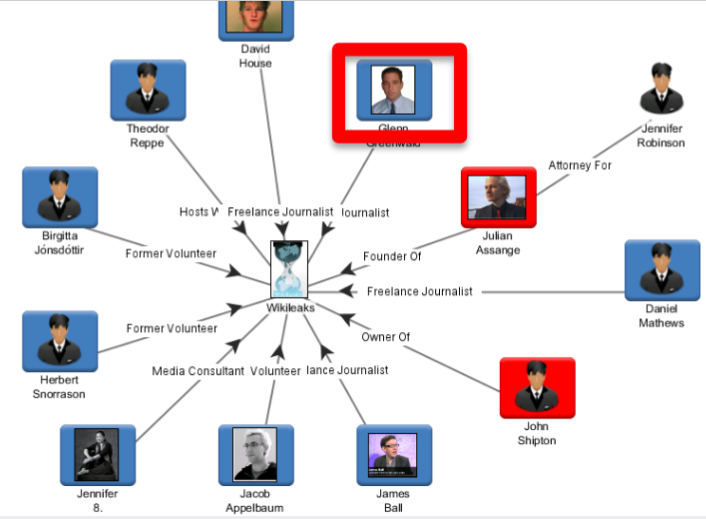 David
House
Theodor
Reppe
Glenn
Greenwald
Jennifer
Robinson
Attorney For
Hosts W
Freelance Journalist
Journalist
Birgitta
Jónsdóttir
Julian
Assange
Former Volunteer
Founder Of
Freelance Journalist
Wikileaks
Daniel
Mathews
Former Volunteer
Owner Of
Herbert
Snorrason
Media Consultant
Volunteer
lance Journalist
John
Shipton
Jennifer
8.
Jacob
Appelbaum
James
Ball